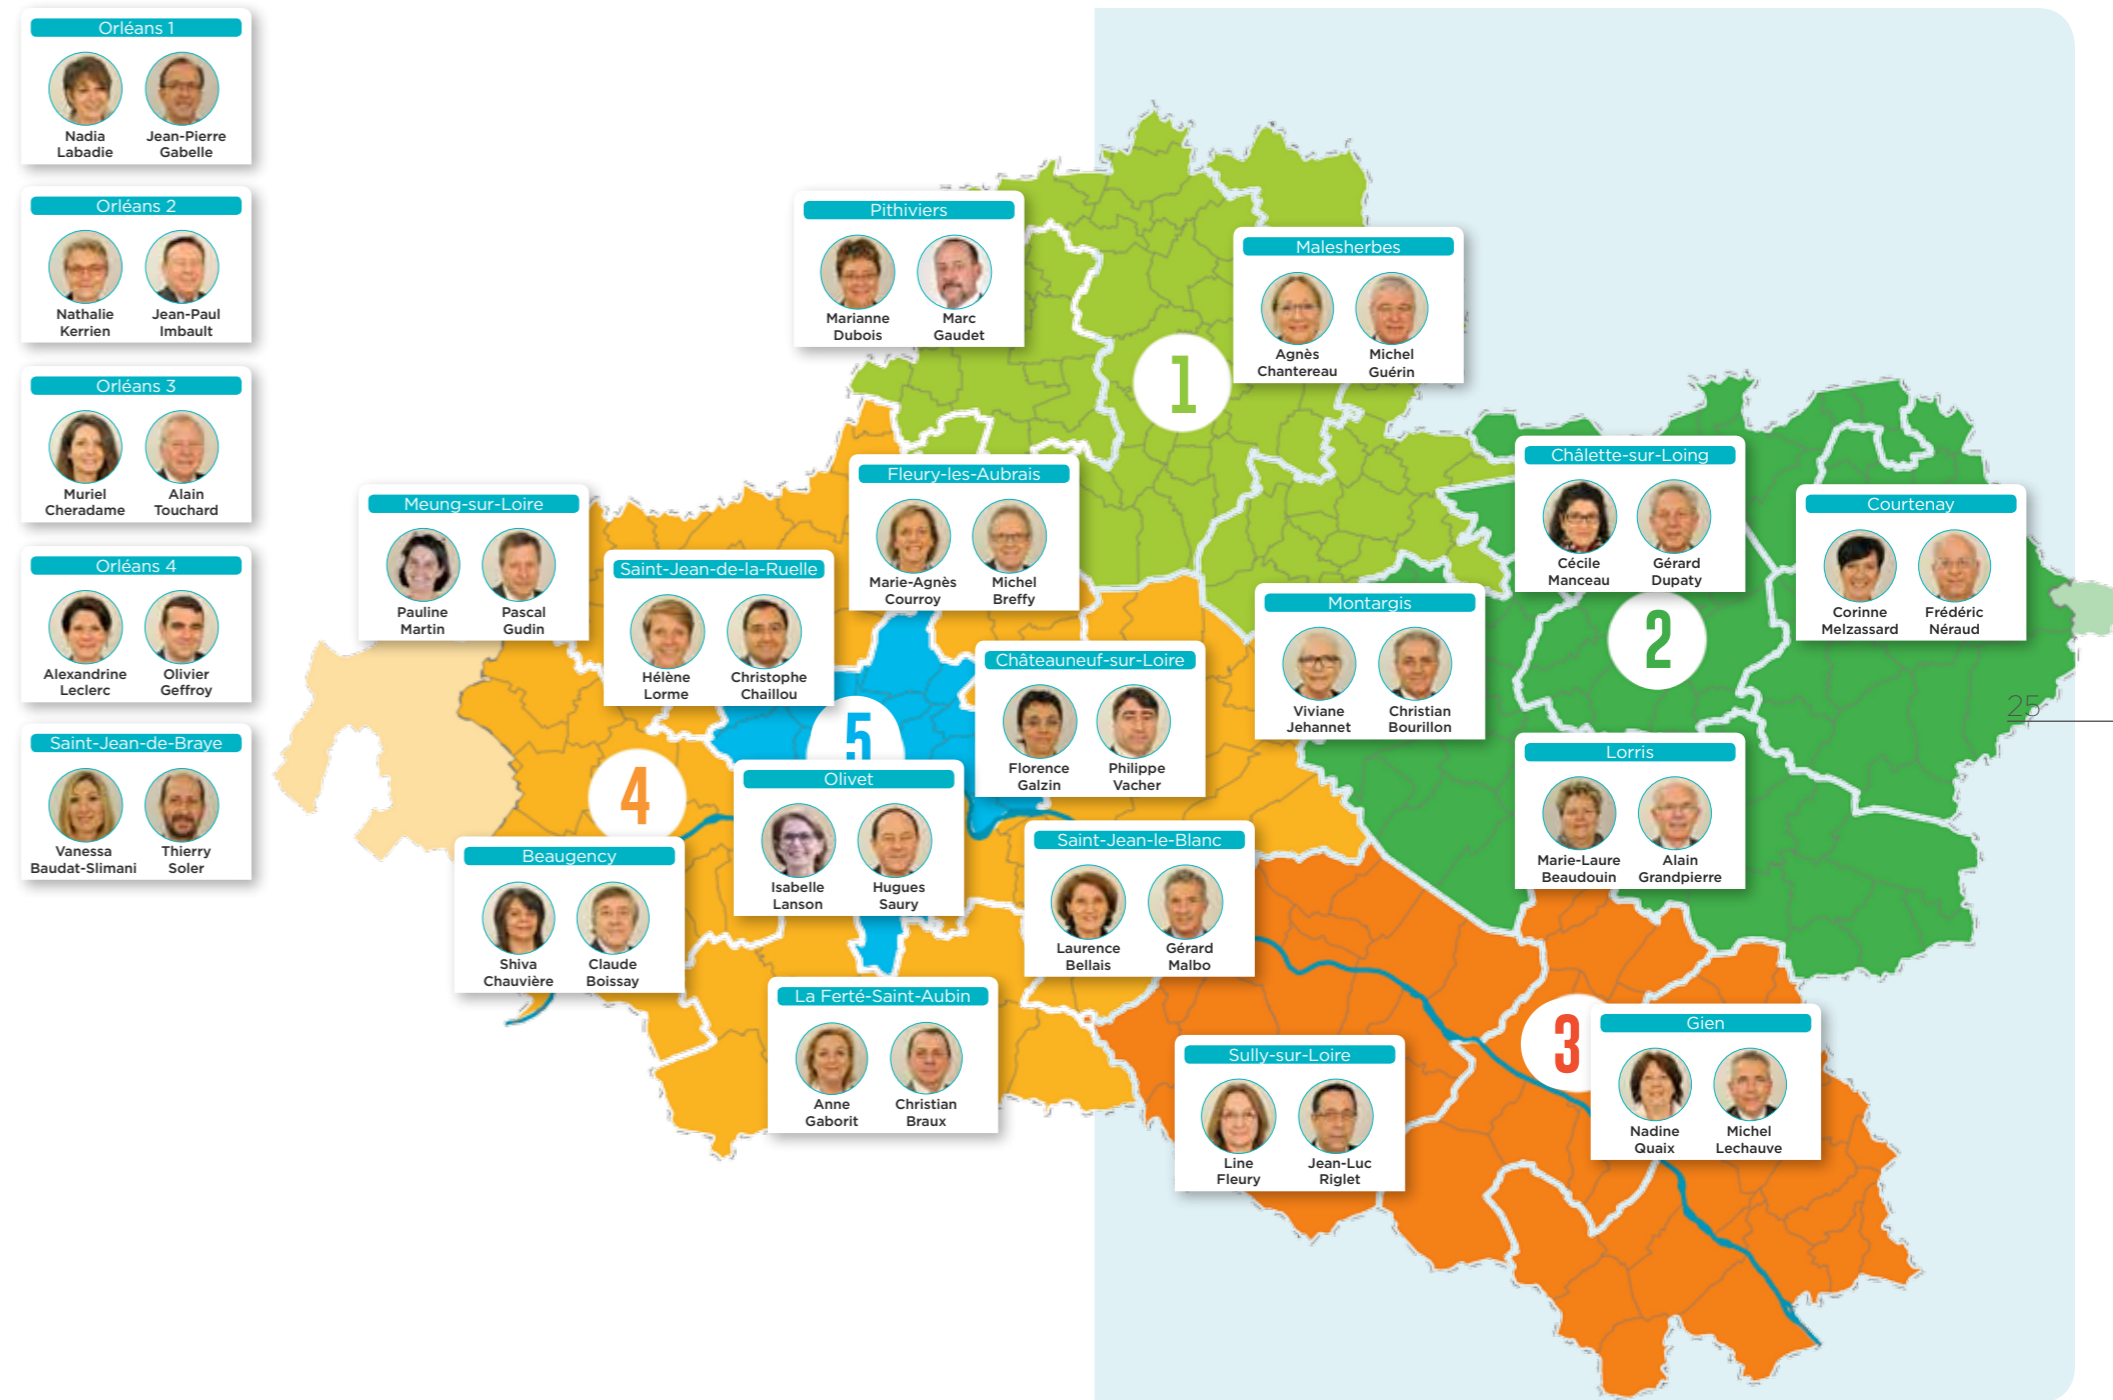 Orléans 1
Nadia
Labadie
Jean-Pierre
Gabelle
Orléans 2
Nathalie
Kerrien
Jean-Paul
Imbault
Orléans 3
Muriel
Cheradame
Alain
Touchard
Orléans 4
Alexandrine
Leclerc
Olivier
Geffroy
Saint-Jean-de-Braye
Vanessa
Baudat-Slimani
Thierry
Soler
Pithiviers
Marianne
Dubois
Marc
Gaudet
Malesherbes
Agnès
Chantereau
Michel
Guérin
1
Fleury-les-Aubrais
Marie-Agnès
Courroy
Michel
Breffy
Meung-sur-Loire
Pauline
Martin
Pascal
Gudin
Saint-Jean-de-la-Ruelle
Hélène
Lorme
Christophe
Chaillou
Châlette-sur-Loing
Cécile
Manceau
Gérard
Dupaty
Courtenay
Corinne
Melzassard
Frédéric
Néraud
Montargis
Viviane
Jehannet
Christian
Bourillon
2
Châteauneuf-sur-Loire
Florence
Galzin
Philippe
Vacher
25
5
4
Olivet
Isabelle
Lanson
Hugues
Saury
Lorris
Marie-Laure
Beaudouin
Alain
Grandpierre
Beaugency
Shiva
Chauvière
Claude
Boissay
Saint-Jean-le-Blanc
Laurence
Bellais
Gérard
Malbo
La Ferté-Saint-Aubin
Anne
Gaborit
Christian
Braux
3
Gien
Nadine
Quaix
Michel
Lechauve
Sully-sur-Loire
Line
Fleury
Jean-Luc
Riglet